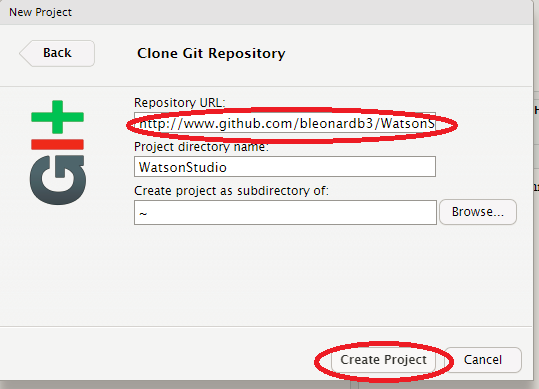 New Project
Back
Clone Git Repository
Repository URL:
http://www.github.com/bleonardb3/WatsonS
Project directory name:
WatsonStudio
Create project as subdirectory of:
~
Browse...
GIt
Create Project
Cancel